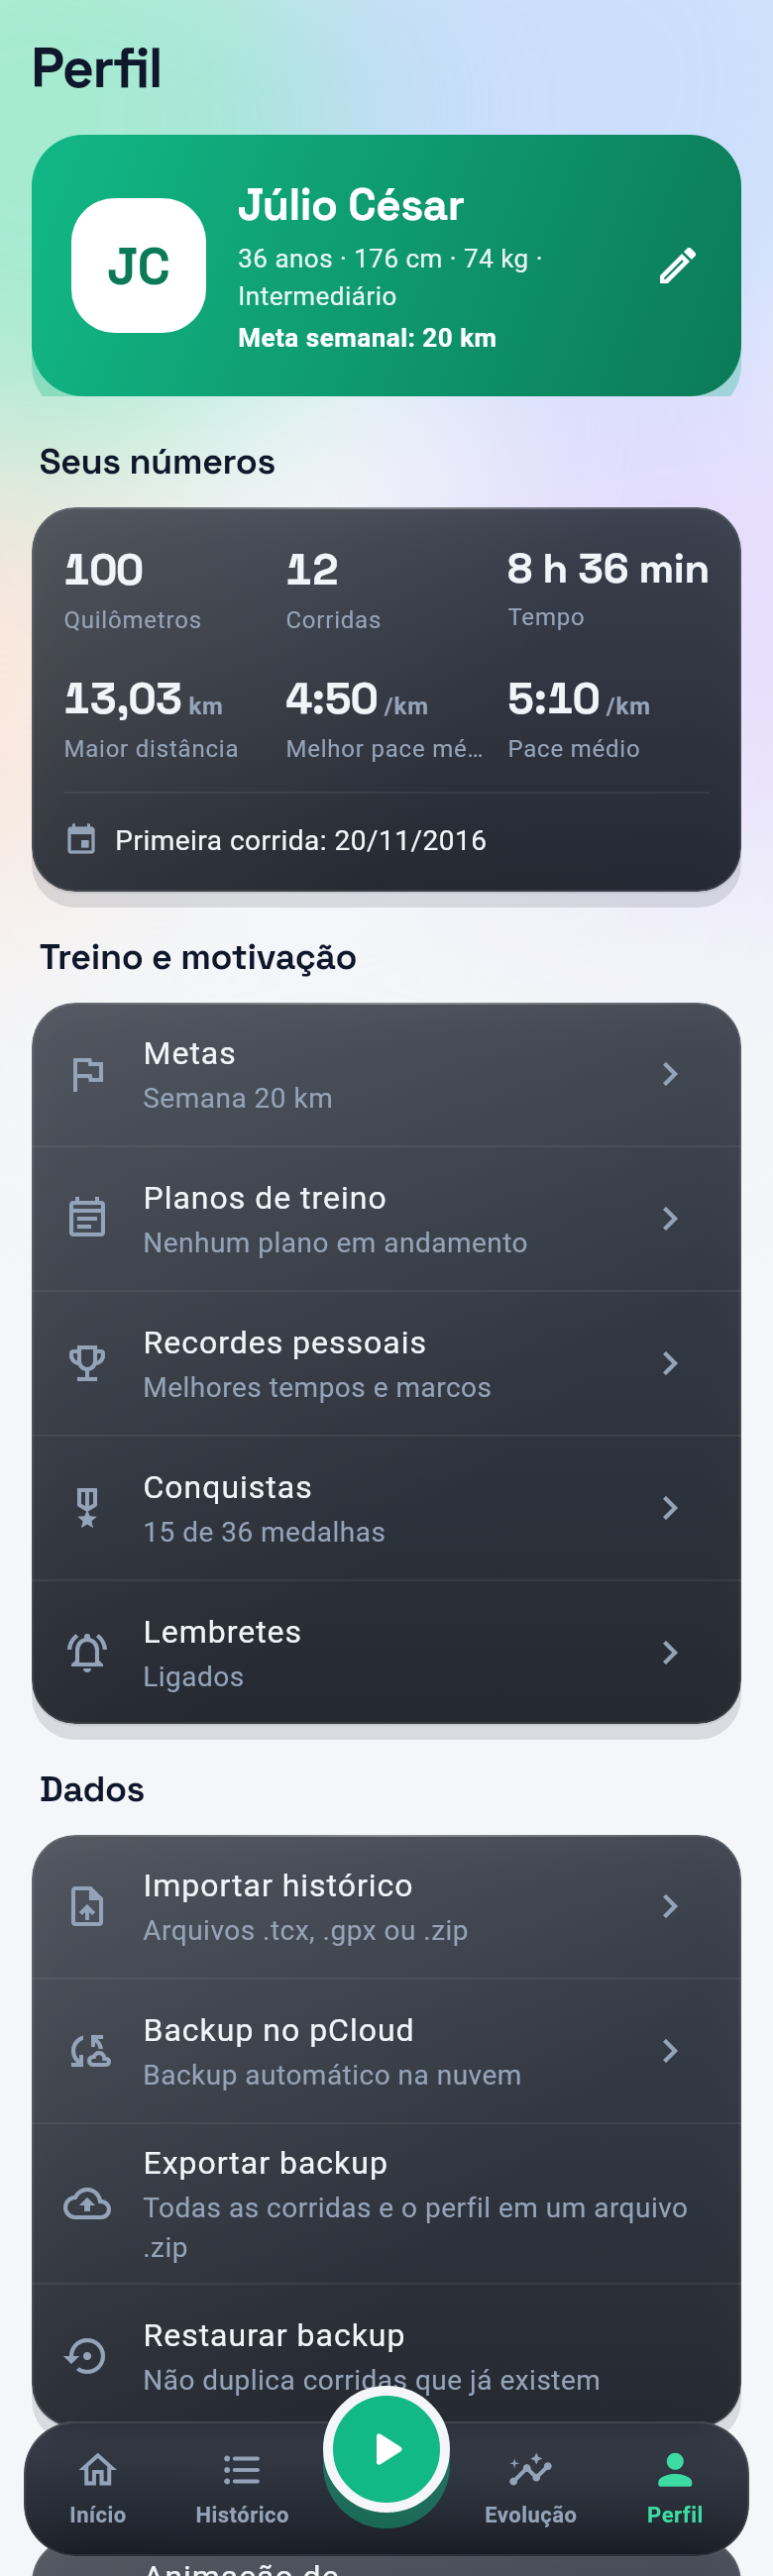 Perfil
JC
Júlio César
36 anos · 176 cm · 74 kg ·
Intermediário
Meta semanal: 20 km
Seus números
100 12 8 h 36 min
Quilômetros Corridas Tempo
13,03 km 4:50 /km 5:10 /km
Maior distância Melhor pace mé... Pace médio
Primeira corrida: 20/11/2016
Treino e motivação
Metas
Semana 20 km
Planos de treino
Nenhum plano em andamento
Recordes pessoais
Melhores tempos e marcos
Conquistas
15 de 36 medalhas
Lembretes
Ligados
Dados
Importar histórico
Arquivos .tcx, .gpx ou .zip
Backup no pCloud
Backup automático na nuvem
Exportar backup
Todas as corridas e o perfil em um arquivo
.zip
Restaurar backup
Não duplica corridas que já existem
Início Histórico Evolução Perfil
Animação de